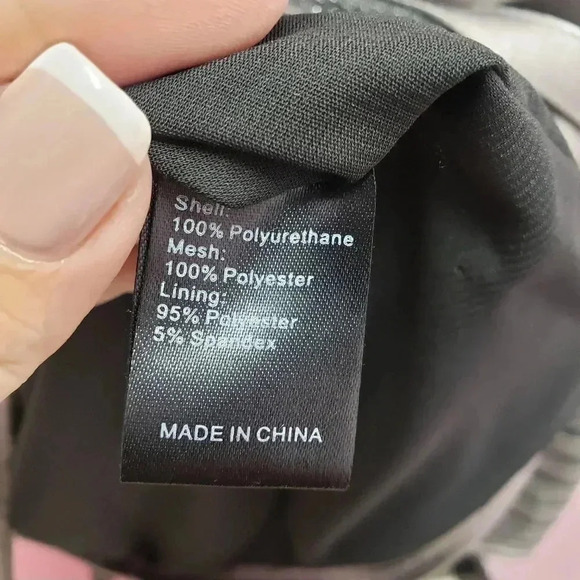 Shell:
100% Polyurethane
Mesh:
100% Polyester
Lining:
95% Polyester
5% Spandex
MADE IN CHINA